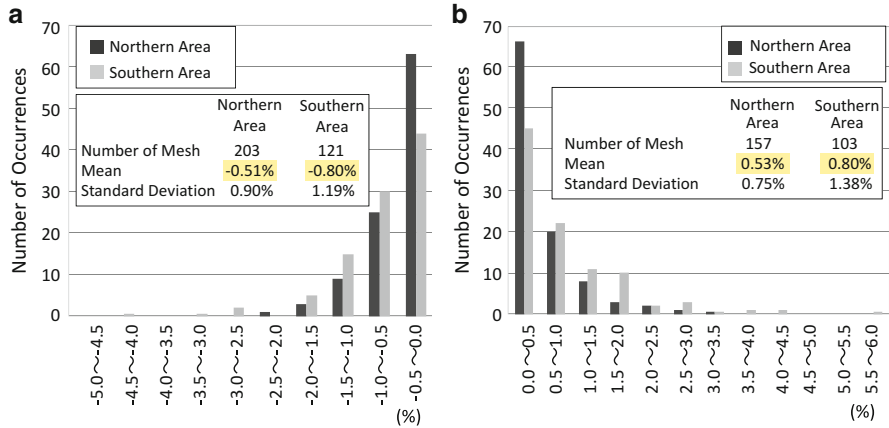 a
Number of Occurrences
70
60
50
40
30
20
10
0
Northern Area
Southern Area
Northern Area Southern Area
Number of Mesh 203 121
Mean -0.51% -0.80%
Standard Deviation 0.90% 1.19%
-5.0～-4.5
-4.5～-4.0
-4.0～-3.5
-3.5～-3.0
-3.0～-2.5
-2.5～-2.0
-2.0～-1.5
-1.5～-1.0
-1.0～-0.5
-0.5～0.0
(%)
b
Number of Occurrences
70
60
50
40
30
20
10
0
Northern Area
Southern Area
Northern Area Southern Area
Number of Mesh 157 103
Mean 0.53% 0.80%
Standard Deviation 0.75% 1.38%
0.0～0.5
0.5～1.0
1.0～1.5
1.5～2.0
2.0～2.5
2.5～3.0
3.0～3.5
3.5～4.0
4.0～4.5
4.5～5.0
5.0～5.5
5.5～6.0
(%)